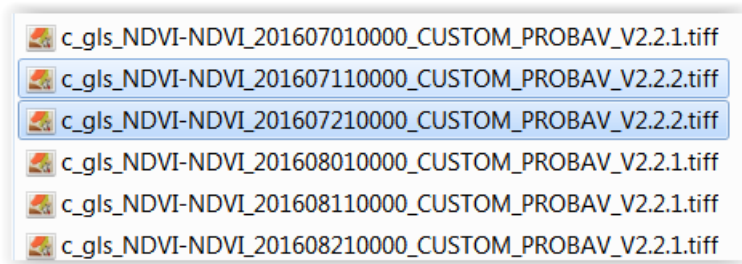 c_gls_NDVI-NDVI_201607010000_CUSTOM_PROBAV_V2.2.1.tiff
c_gls_NDVI-NDVI_201607110000_CUSTOM_PROBAV_V2.2.2.tiff
c_gls_NDVI-NDVI_201607210000_CUSTOM_PROBAV_V2.2.2.tiff
c_gls_NDVI-NDVI_201608010000_CUSTOM_PROBAV_V2.2.1.tiff
c_gls_NDVI-NDVI_201608110000_CUSTOM_PROBAV_V2.2.1.tiff
c_gls_NDVI-NDVI_201608210000_CUSTOM_PROBAV_V2.2.1.tiff